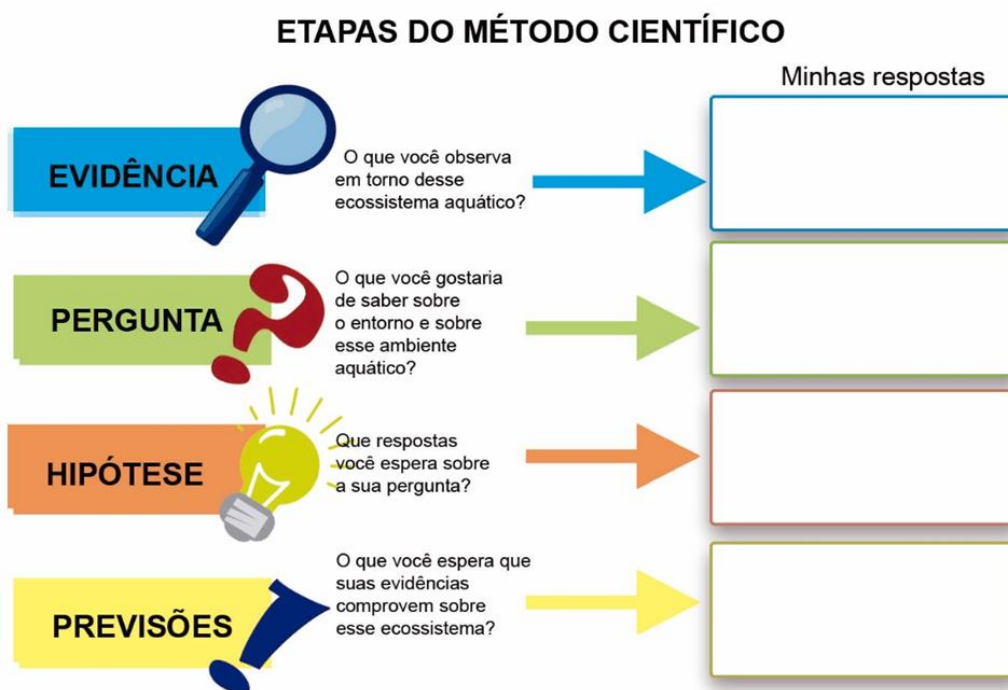 ETAPAS DO MÉTODO CIENTÍFICO
Minhas respostas
EVIDÊNCIA
O que você observa
em torno desse
ecossistema aquático?
PERGUNTA
O que você gostaria
de saber sobre
o entorno e sobre
esse ambiente
aquático?
HIPÓTESE
Que respostas
você espera sobre
a sua pergunta?
PREVISÕES
O que você espera que
suas evidências
comprovem sobre
esse ecossistema?